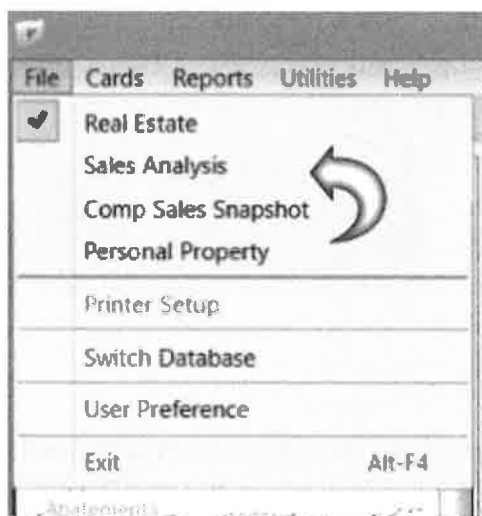 File Cards Reports Utilities Help
Real Estate
Sales Analysis
Comp Sales Snapshot
Personal Property
Printer Setup
Switch Database
User Preference
Exit Alt-F4
Abatements